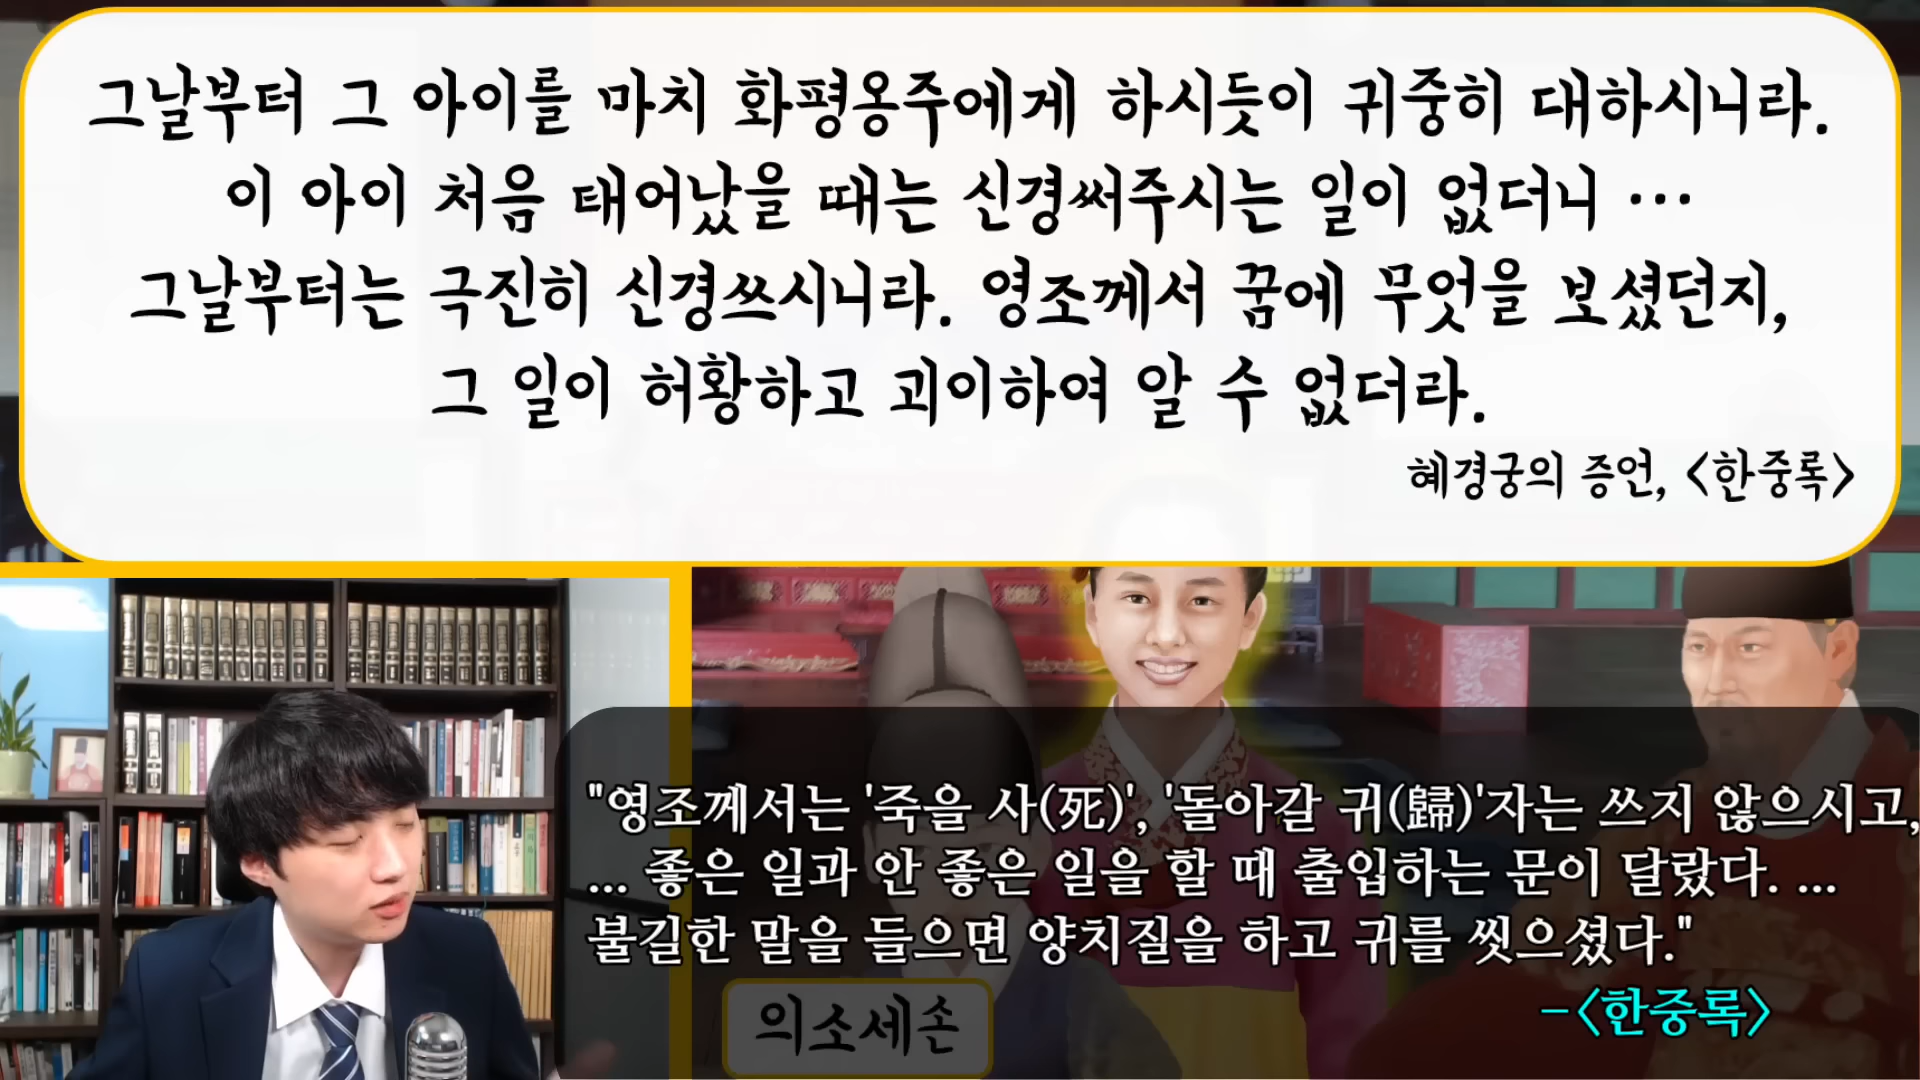 그날부터 그 아이를 마치 화평옹주에게 하시듯이 귀중히 대하시니라.
이 아이 처음 태어났을 때는 신경써주시는 일이 없더니 …
그날부터는 극진히 신경쓰시니라. 영조께서 꿈에 무엇을 보셨던지,
그 일이 허황하고 괴이하여 알 수 없더라.
혜경궁의 증언, <한중록>
"영조께서는 '죽을 사(死)', '돌아갈 귀(歸)'자는 쓰지 않으시고,
... 좋은 일과 안 좋은 일을 할 때 출입하는 문이 달랐다. ...
불길한 말을 들으면 양치질을 하고 귀를 씻으셨다."
-<한중록>
의소세손